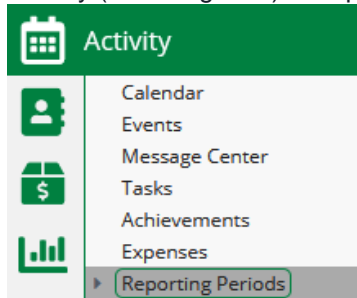 Activity
Calendar
Events
Message Center
Tasks
Achievements
Expenses
Reporting Periods